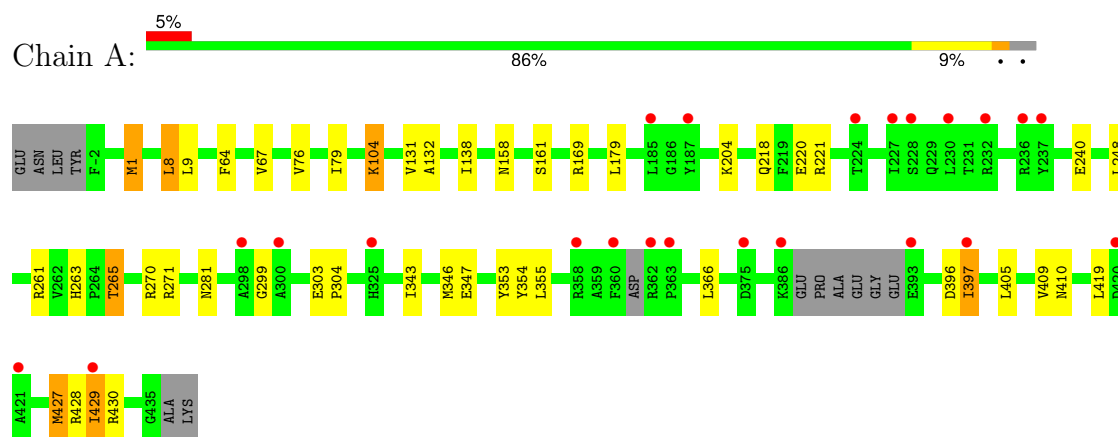 5%
Chain A:
86% 9% • •
GLU ASN LEU TYR F-2 M1 L8 L9 F64 V67 V76 I79 K104 V131 A132 I138 N158 S161 R169 L179 L185 G186 Y187 K204 Q218 F219 E220 R221 T224 I227 S228 Q229 L230 T231 R232 R236 Y237 E240 L248
R261 V262 H263 P264 T265 R270 R271 N281 A298 G299 A300 E303 P304 H325 I343 M346 E347 Y353 Y354 L355 R358 A359 F360 ASP R362 P363 L366 D375 K386 GLU PRO ALA GLU GLY GLU E393 D396 I397 L405 V409 N410 L419
A421 M427 R428 I429 R430 G435 ALA LYS